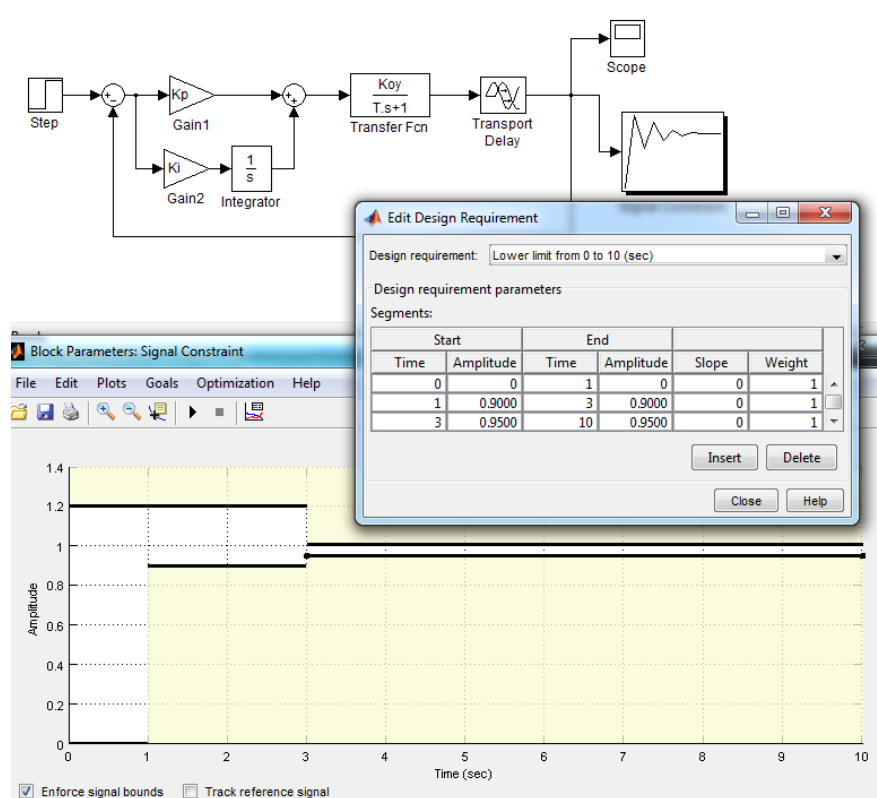 Scope
Step
Kp
Gain1
Ki
Gain2
1
s
Integrator
Koy
T.s+1
Transfer Fcn
Transport
Delay
Edit Design Requirement
Design requirement: Lower limit from 0 to 10 (sec)
Design requirement parameters
Segments:
Start End
Time Amplitude Time Amplitude Slope Weight
0 0 1 0 0 1
1 0.9000 3 0.9000 0 1
3 0.9500 10 0.9500 0 1
Insert Delete
Close Help
Block Parameters: Signal Constraint
File Edit Plots Goals Optimization Help
1.4
1.2
1
0.8
0.6
0.4
0.2
0
Amplitude
0 1 2 3 4 5 6 7 8 9 10
Time (sec)
Enforce signal bounds Track reference signal